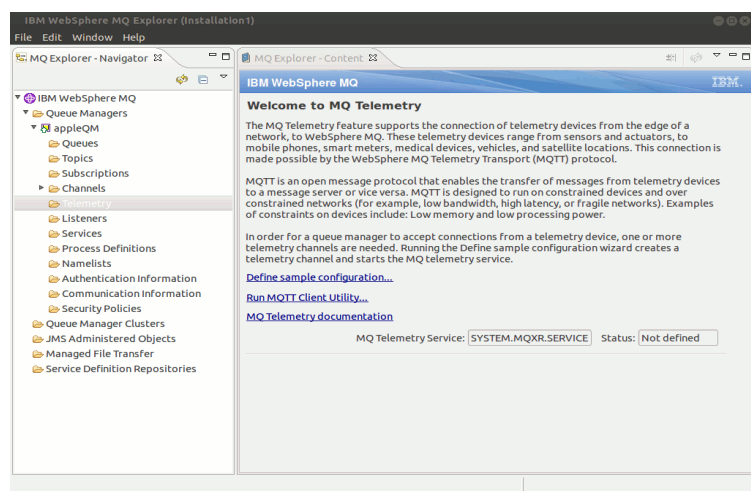 IBM WebSphere MQ Explorer (Installation1)
File Edit Window Help
MQ Explorer - Navigator
MQ Explorer - Content
IBM WebSphere MQ
Queue Managers
appleQM
Queues
Topics
Subscriptions
Channels
Telemetry
Listeners
Services
Process Definitions
Namelists
Authentication Information
Communication Information
Security Policies
Queue Manager Clusters
JMS Administered Objects
Managed File Transfer
Service Definition Repositories
IBM WebSphere MQ
IBM.
Welcome to MQ Telemetry
The MQ Telemetry feature supports the connection of telemetry devices from the edge of a
network, to WebSphere MQ. These telemetry devices range from sensors and actuators, to
mobile phones, smart meters, medical devices, vehicles, and satellite locations. This connection is
made possible by the WebSphere MQ Telemetry Transport (MQTT) protocol.
MQTT is an open message protocol that enables the transfer of messages from telemetry devices
to a message server or vice versa. MQTT is designed to run on constrained devices and over
constrained networks (for example, low bandwidth, high latency, or fragile networks). Examples
of constraints on devices include: Low memory and low processing power.
In order for a queue manager to accept connections from a telemetry device, one or more
telemetry channels are needed. Running the Define sample configuration wizard creates a
telemetry channel and starts the MQ telemetry service.
Define sample configuration...
Run MQTT Client Utility...
MQ Telemetry documentation
MQ Telemetry Service: SYSTEM.MQXR.SERVICE Status: Not defined